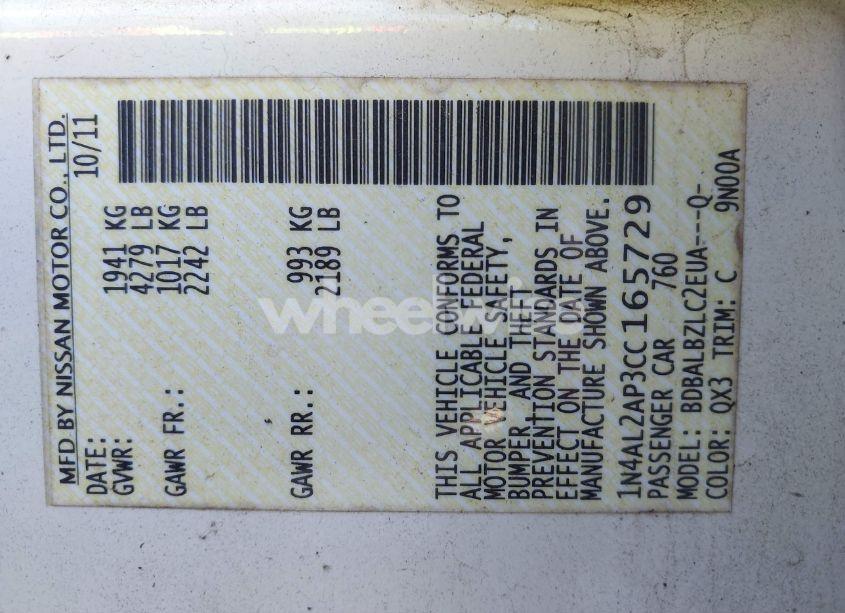 MFD BY NISSAN MOTOR CO., LTD.
DATE: 10/11
GVWR: 1941 KG
4279 LB
GAWR FR.: 1017 KG
2242 LB
GAWR RR.: 993 KG
2189 LB
THIS VEHICLE CONFORMS TO
ALL APPLICABLE FEDERAL
MOTOR VEHICLE SAFETY,
BUMPER AND THEFT
PREVENTION STANDARDS IN
EFFECT ON THE DATE OF
MANUFACTURE SHOWN ABOVE.
1N4AL2AP3CC165729
PASSENGER CAR 760
MODEL: BDBALBZLC2EUA---Q-
COLOR: QX3 TRIM: C 9N00A